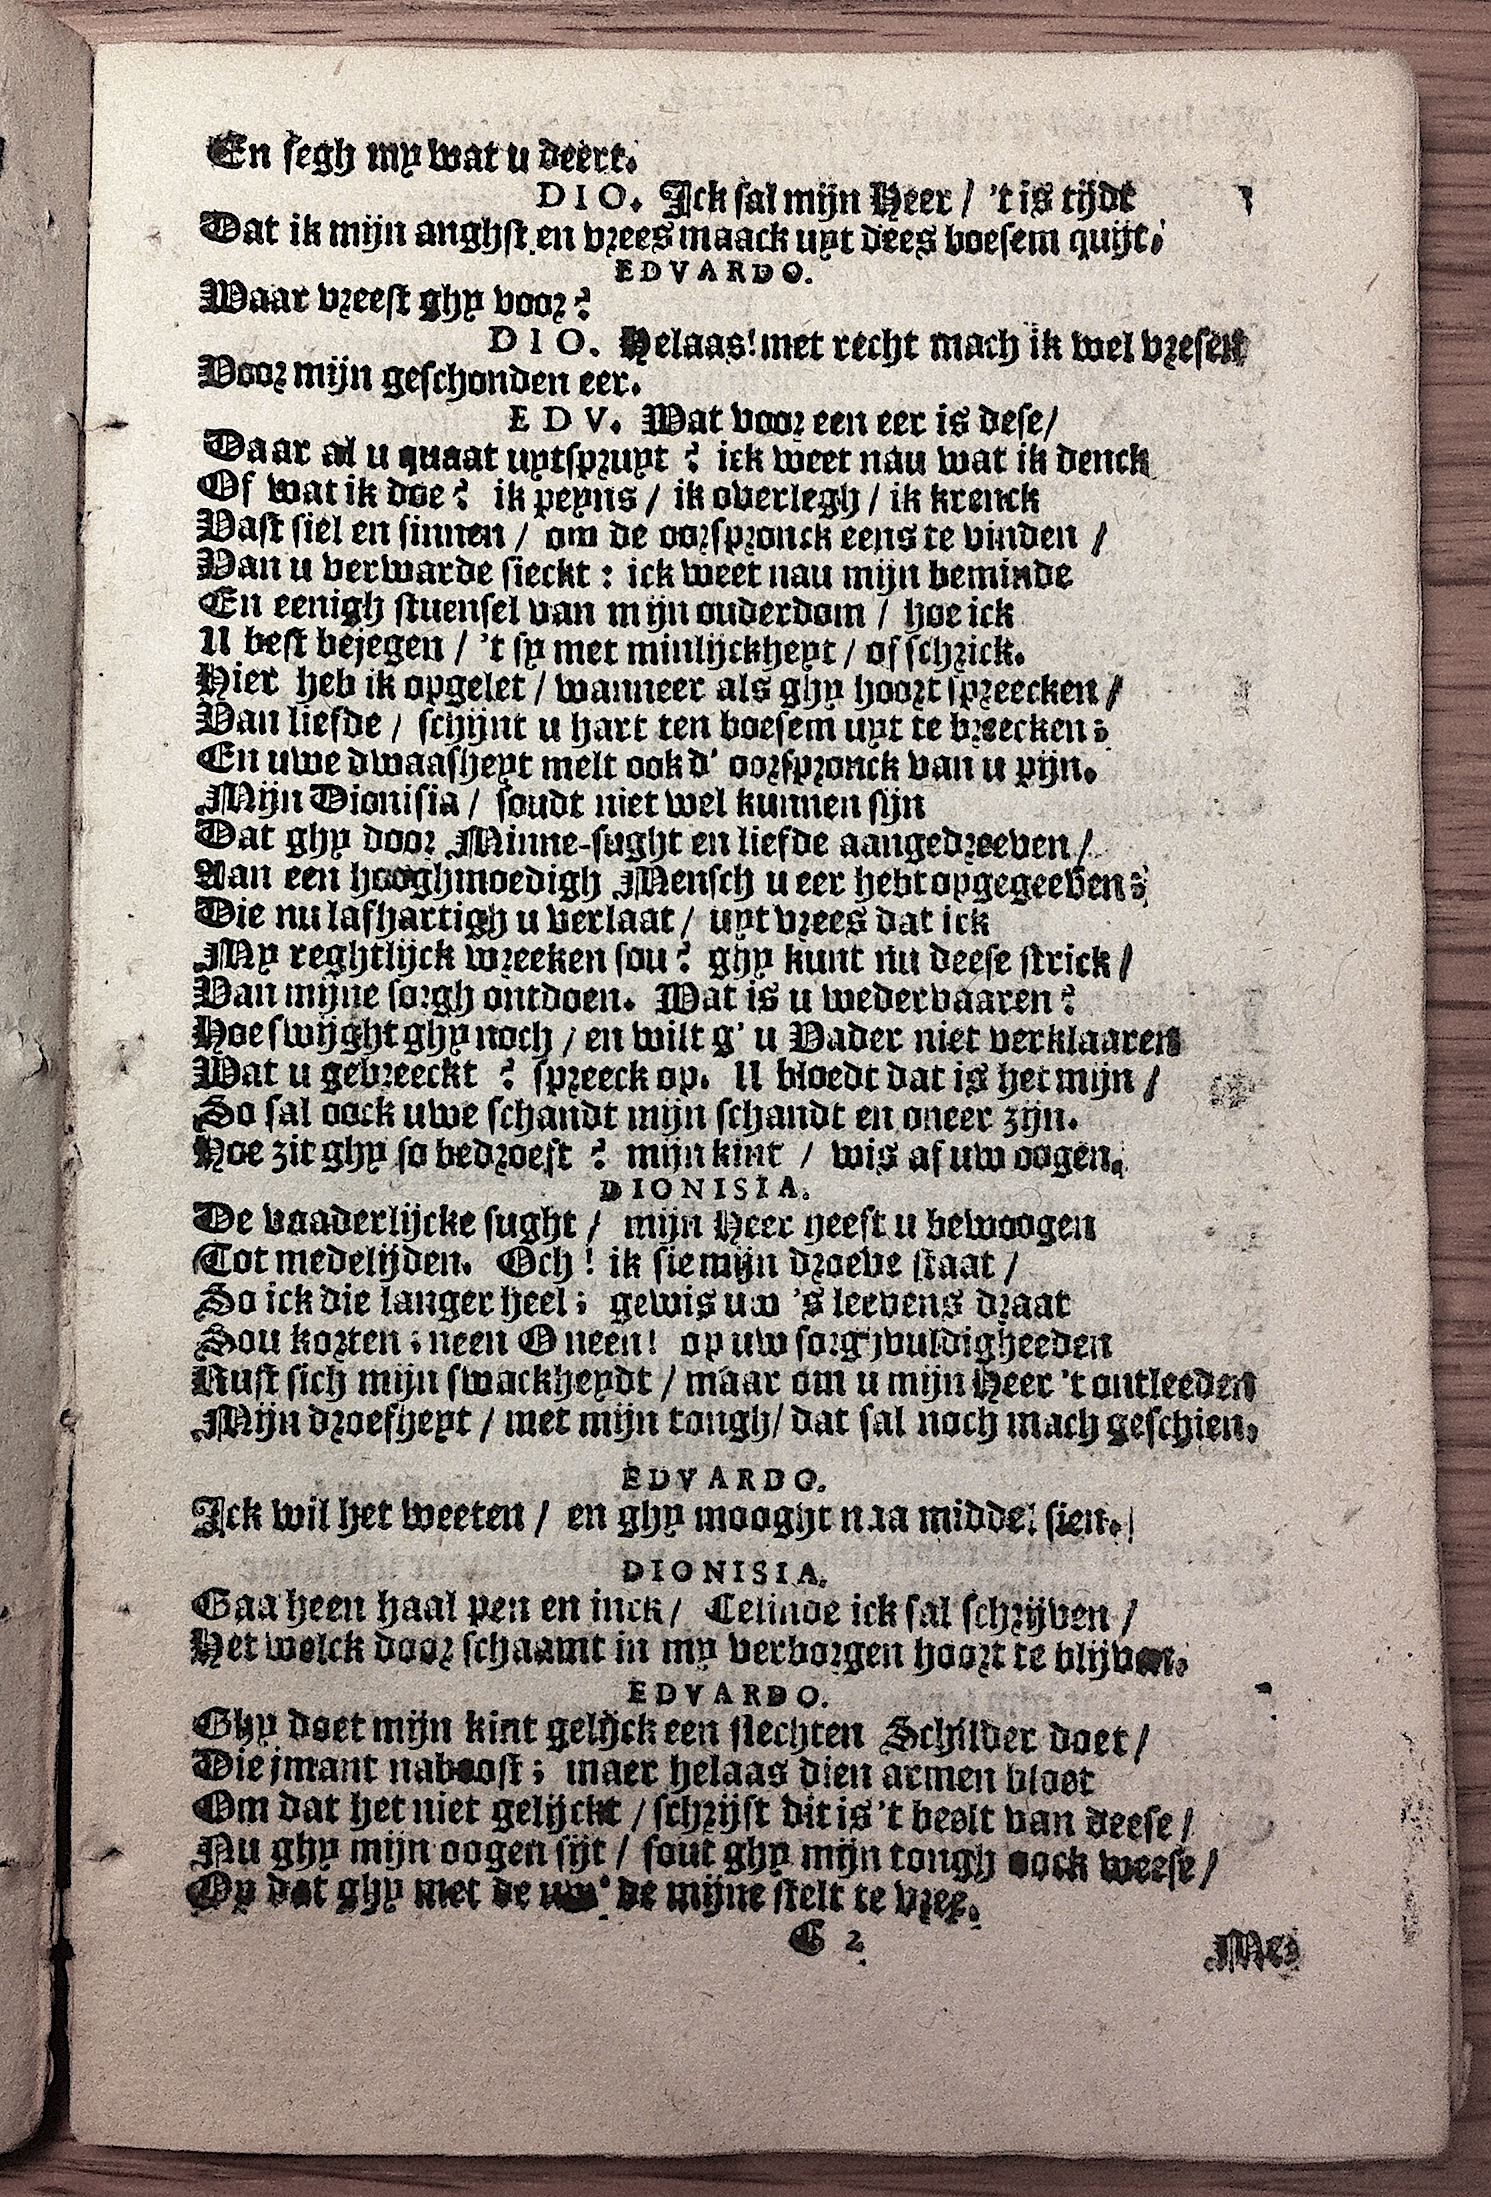 En segh my wat u deert.
DIO. Ick sal mijn Heer / 't is tijdt
Dat ik mijn anghst en vrees maack uyt dees boesem quijt.
EDVARDO.
Waar vreest ghy voor?
DIO. Helaas! met recht mach ik wel vresen
Voor mijn geschonden eer.
EDV. Wat voor een eer is dese /
Daar al u quaat uytspruyt? ick weet nau wat ik denck
Of wat ik doe? ik peyns / ik overlegh / ik krenck
Vast siel en sinnen / om de oorspronck eens te vinden /
Van u verwarde sieckt: ick weet nau mijn beminde
En eenigh stuensel van mijn ouderdom / hoe ick
U best bejegen / 't sy met minlijckheyt / of schrick.
Hier heb ik opgelet / wanneer als ghy hoort spreecken /
Van liefde / schijnt u hart ten boesem uyt te breecken;
En uwe dwaasheyt melt ook d' oorspronck van u pijn.
Mijn Dionisia / soudt niet wel kunnen sijn
Dat ghy door Minne-sught en liefde aangedreeven /
Aan een hooghmoedigh Mensch u eer hebt opgegeeven;
Die nu lafhartigh u verlaat / uyt vrees dat ick
My reghtlijck wreeken sou? ghy kunt nu deese strick /
Van mijne sorgh ontdoen. Wat is u wedervaaren?
Hoe swijght ghy noch / en wilt g' u Vader niet verklaaren
Wat u gebreeckt? spreeck op. U bloedt dat is het mijn /
So sal oock uwe schandt mijn schandt en oneer zijn.
Hoe zit ghy so bedroeft? mijn kint / wis af uw oogen.
DIONISIA.
De vaaderlijcke sught / mijn Heer heeft u bewoogen
Tot medelijden. Och! ik sie mijn droeve staat /
So ick die langer heel; gewis uw 's leevens draat
Sou korten; neen O neen! op uw sorghvuldigheeden
Rust sich mijn swackheydt / maar om u mijn Heer 't ontleeden
Mijn droefheyt / met mijn tongh / dat sal noch mach geschien.
EDVARDO.
Ick wil het weeten / en ghy mooght naa middel sien.
DIONISIA.
Gaa heen haal pen en inck / Celinde ick sal schrijven /
Het welck door schaamt in my verborgen hoort te blijven.
EDVARDO.
Ghy doet mijn kint gelijck een slechten Schilder doet /
Die jmant naboost; maer helaas dien armen bloet
Om dat het niet gelijckt / schrijft dit is 't beelt van deese /
Nu ghy mijn oogen sijt / sout ghy mijn tongh oock weese /
Op dat ghy met de uw' de mijne stelt te vree.
C 2